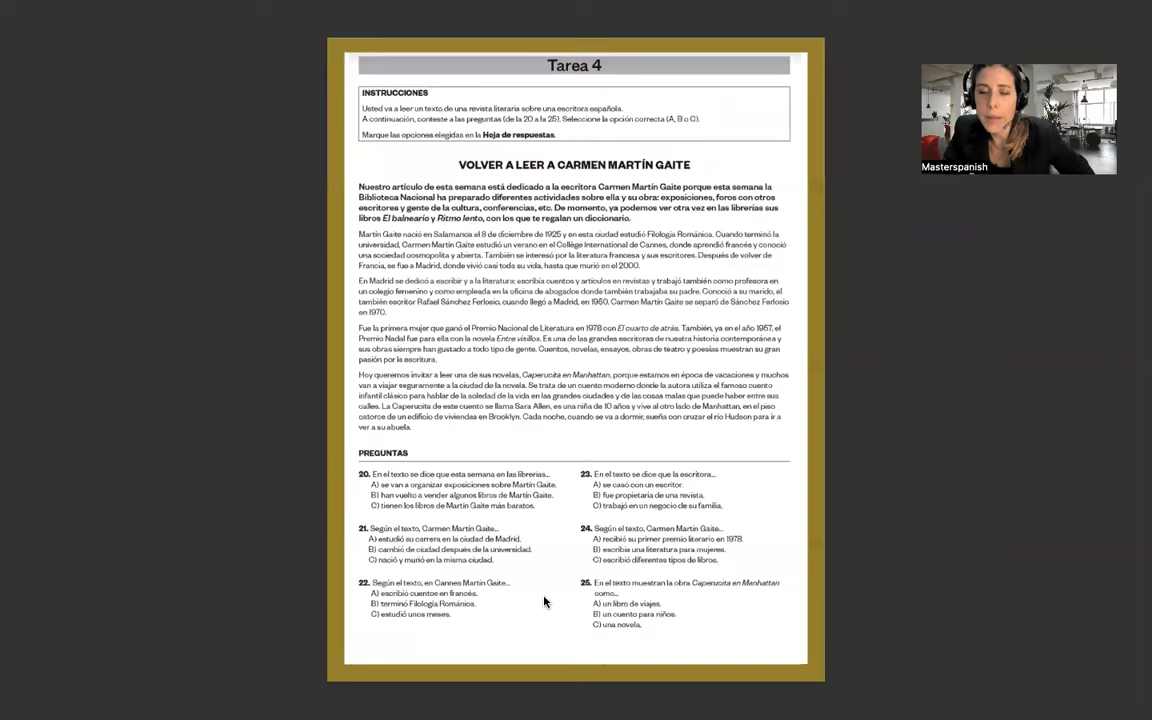 Tarea 4
INSTRUCCIONES
Usted va a leer un texto de una revista literaria sobre una escritora española.
A continuación, conteste a las preguntas (de la 20 a la 25). Seleccione la opción correcta (A, B o C).
Marque las opciones elegidas en la Hoja de respuestas.
VOLVER A LEER A CARMEN MARTÍN GAITE
Nuestro artículo de esta semana está dedicado a la escritora Carmen Martín Gaite porque esta semana la
Biblioteca Nacional ha preparado diferentes actividades sobre ella y su obra: exposiciones, foros con otros
escritores y gente de la cultura, conferencias, etc. De momento, ya podemos ver otra vez en las librerías sus
libros El balneario y Ritmo lento, con los que te regalan un diccionario.
Martín Gaite nació en Salamanca el 8 de diciembre de 1925 y en esta ciudad estudió Filología Románica. Cuando terminó la
universidad, Carmen Martín Gaite estudió un verano en el Collège International de Cannes, donde aprendió francés y conoció
una sociedad cosmopolita y abierta. También se interesó por la literatura francesa y sus escritores. Después de volver de
Francia, se fue a Madrid, donde vivió casi toda su vida, hasta que murió en el 2000.
En Madrid se dedicó a escribir y a la literatura: escribía cuentos y artículos en revistas y trabajó también como profesora en
un colegio femenino y como empleada en la oficina de abogados donde también trabajaba su padre. Conoció a su marido, el
también escritor Rafael Sánchez Ferlosio, cuando llegó a Madrid, en 1950. Carmen Martín Gaite se separó de Sánchez Ferlosio
en 1970.
Fue la primera mujer que ganó el Premio Nacional de Literatura en 1978 con El cuarto de atrás. También, ya en el año 1957, el
Premio Nadal fue para ella con la novela Entre visillos. Es una de las grandes escritoras de nuestra historia contemporánea y
sus obras siempre han gustado a todo tipo de gente. Cuentos, novelas, ensayos, obras de teatro y poesías muestran su gran
pasión por la escritura.
Hoy queremos invitar a leer una de sus novelas, Caperucita en Manhattan, porque estamos en época de vacaciones y muchos
van a viajar seguramente a la ciudad de la novela. Se trata de un cuento moderno donde la autora utiliza el famoso cuento
infantil clásico para hablar de la soledad de la vida en las grandes ciudades y de las cosas malas que puede haber entre sus
calles. La Caperucita de este cuento se llama Sara Allen, es una niña de 10 años y vive al otro lado de Manhattan, en el piso
catorce de un edificio de viviendas en Brooklyn. Cada noche, cuando se va a dormir, sueña con cruzar el río Hudson para ir a
ver a su abuela.
PREGUNTAS
20. En el texto se dice que esta semana en las librerías...
A) se van a organizar exposiciones sobre Martín Gaite.
B) han vuelto a vender algunos libros de Martín Gaite.
C) tienen los libros de Martín Gaite más baratos.
21. Según el texto, Carmen Martín Gaite...
A) estudió su carrera en la ciudad de Madrid.
B) cambió de ciudad después de la universidad.
C) nació y murió en la misma ciudad.
22. Según el texto, en Cannes Martín Gaite...
A) escribió cuentos en francés.
B) terminó Filología Románica.
C) estudió unos meses.
23. En el texto se dice que la escritora...
A) se casó con un escritor.
B) fue propietaria de una revista.
C) trabajó en un negocio de su familia.
24. Según el texto, Carmen Martín Gaite...
A) recibió su primer premio literario en 1978.
B) escribía una literatura para mujeres.
C) escribió diferentes tipos de libros.
25. En el texto muestran la obra Caperucita en Manhattan
como...
A) un libro de viajes.
B) un cuento para niños.
C) una novela.
Masterspanish